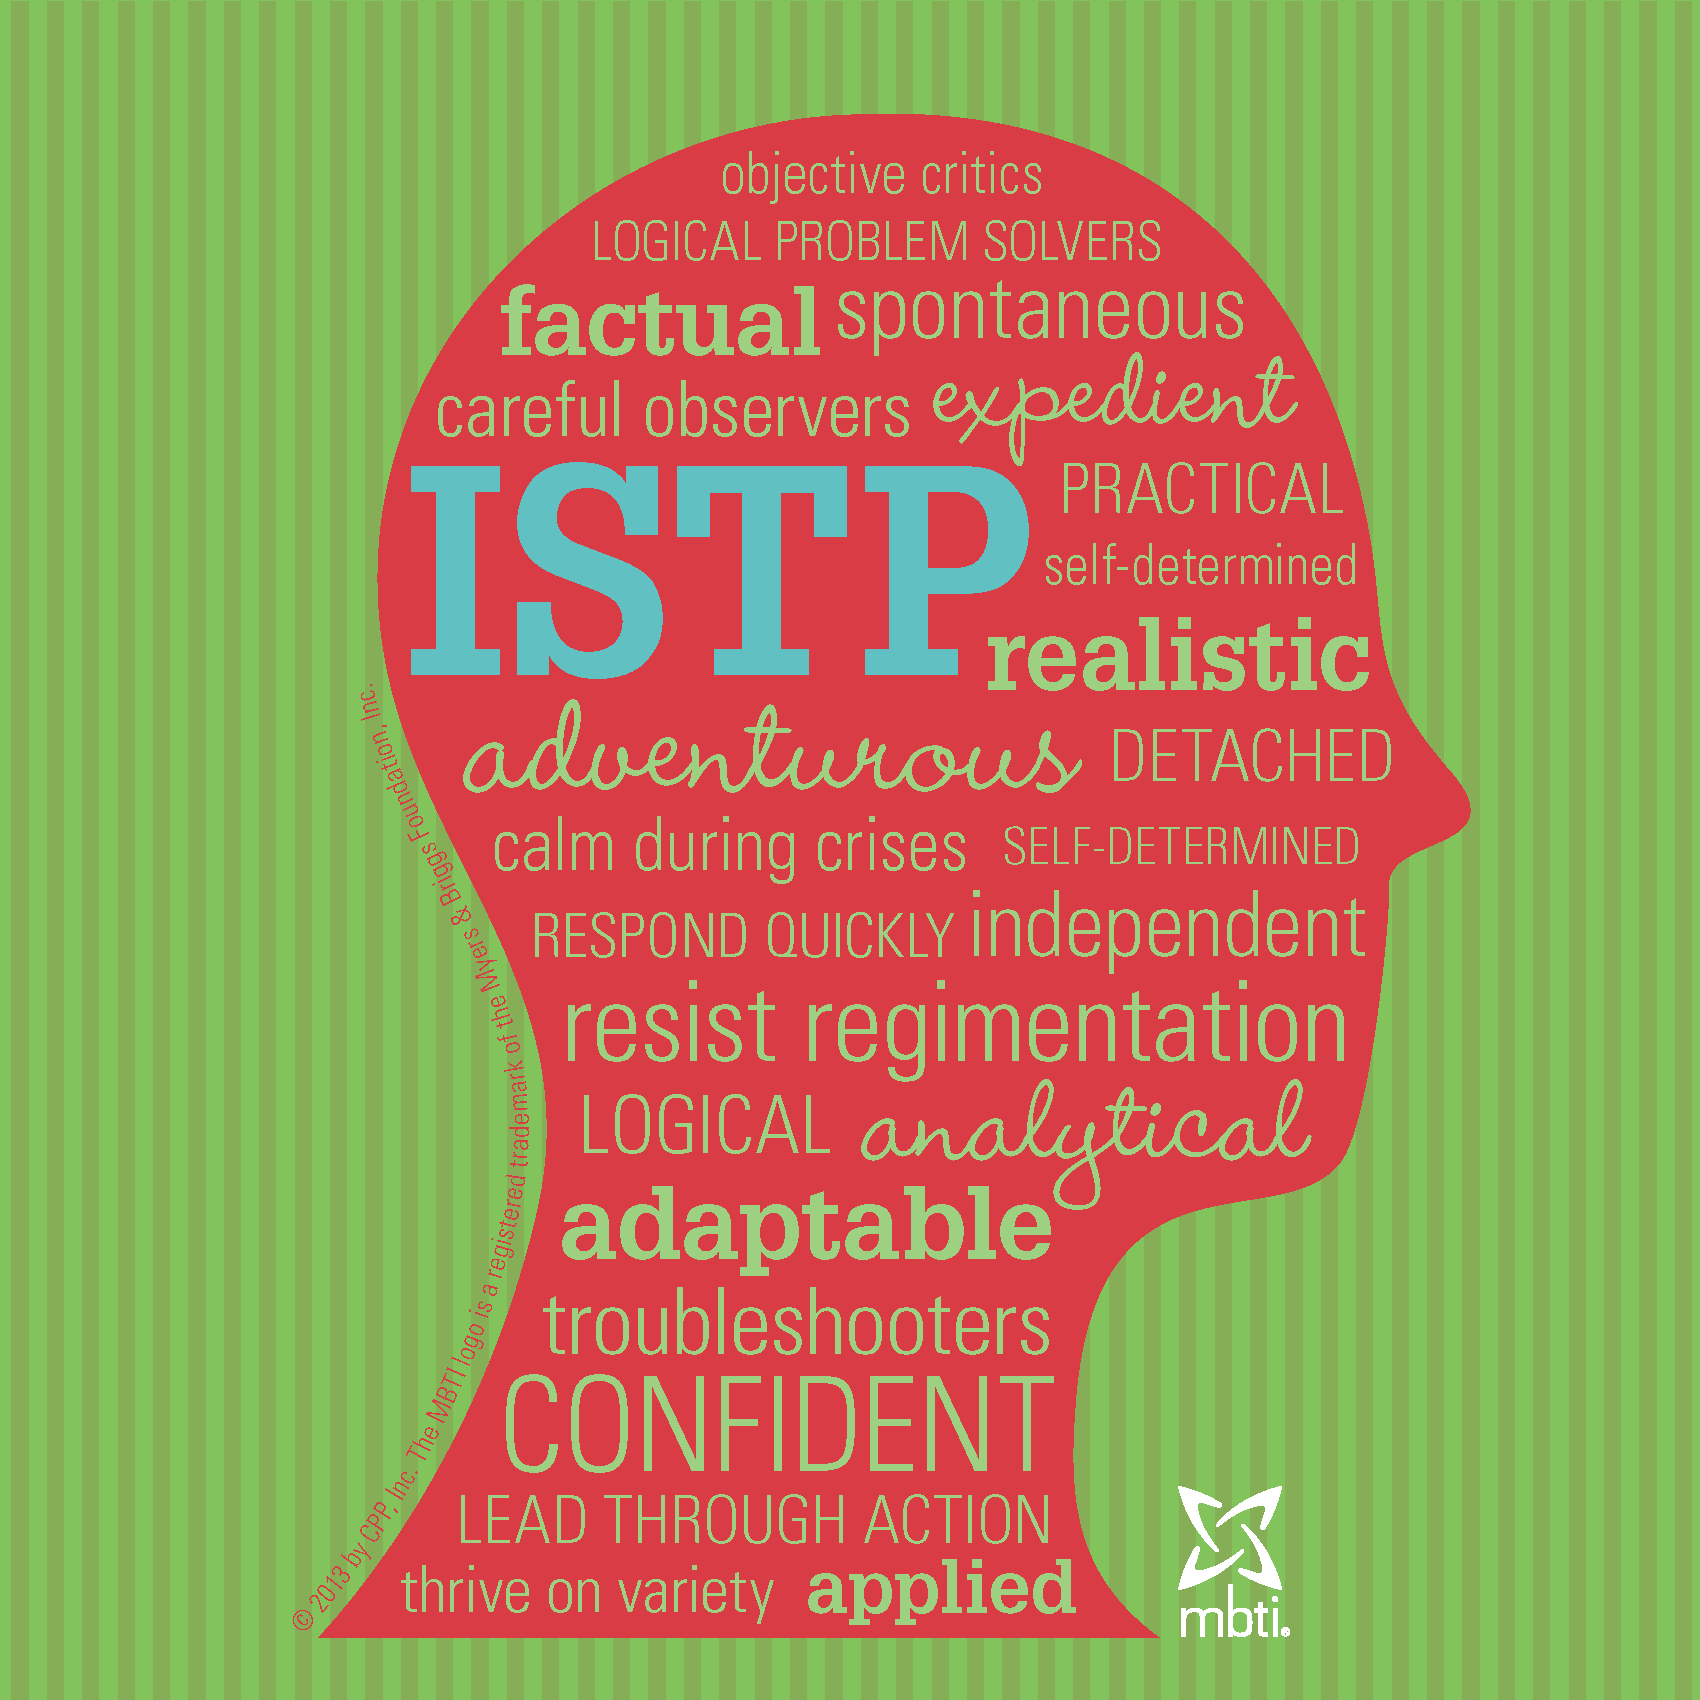 objective critics
LOGICAL PROBLEM SOLVERS
factual spontaneous
careful observers expedient
ISTP
PRACTICAL
self-determined
realistic
adventurous DETACHED
calm during crises SELF-DETERMINED
RESPOND QUICKLY independent
resist regimentation
LOGICAL analytical
adaptable
troubleshooters
CONFIDENT
LEAD THROUGH ACTION
thrive on variety applied
© 2013 by CPP, Inc. The MBTI logo is a registered trademark of the Myers & Briggs Foundation, Inc.
mbti®